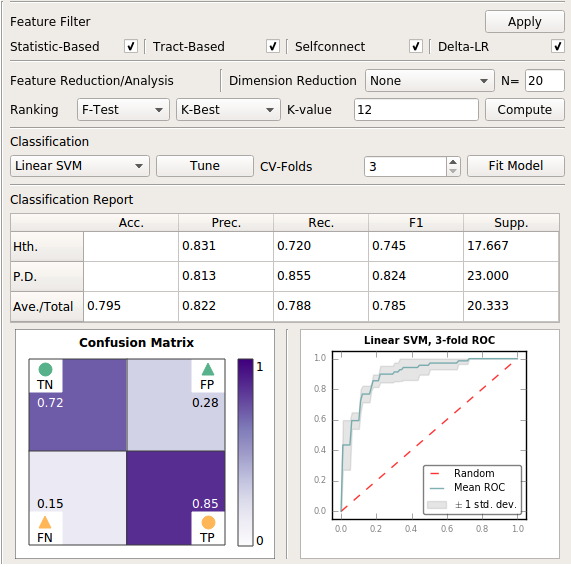 Feature Filter Apply
Statistic-Based Tract-Based Selfconnect Delta-LR
Feature Reduction/Analysis Dimension Reduction None N= 20
Ranking F-Test K-Best K-value 12 Compute
Classification
Linear SVM Tune CV-Folds 3 Fit Model
Classification Report
Acc. Prec. Rec. F1 Supp.
Hth. 0.831 0.720 0.745 17.667
P.D. 0.813 0.855 0.824 23.000
Ave./Total 0.795 0.822 0.788 0.785 20.333
Confusion Matrix
TN FP
0.72 0.28
0.15 0.85
FN TP
1
0
Linear SVM, 3-fold ROC
1.0
0.8
0.6
0.4
0.2
0.0
0.0 0.2 0.4 0.6 0.8 1.0
Random
Mean ROC
± 1 std. dev.